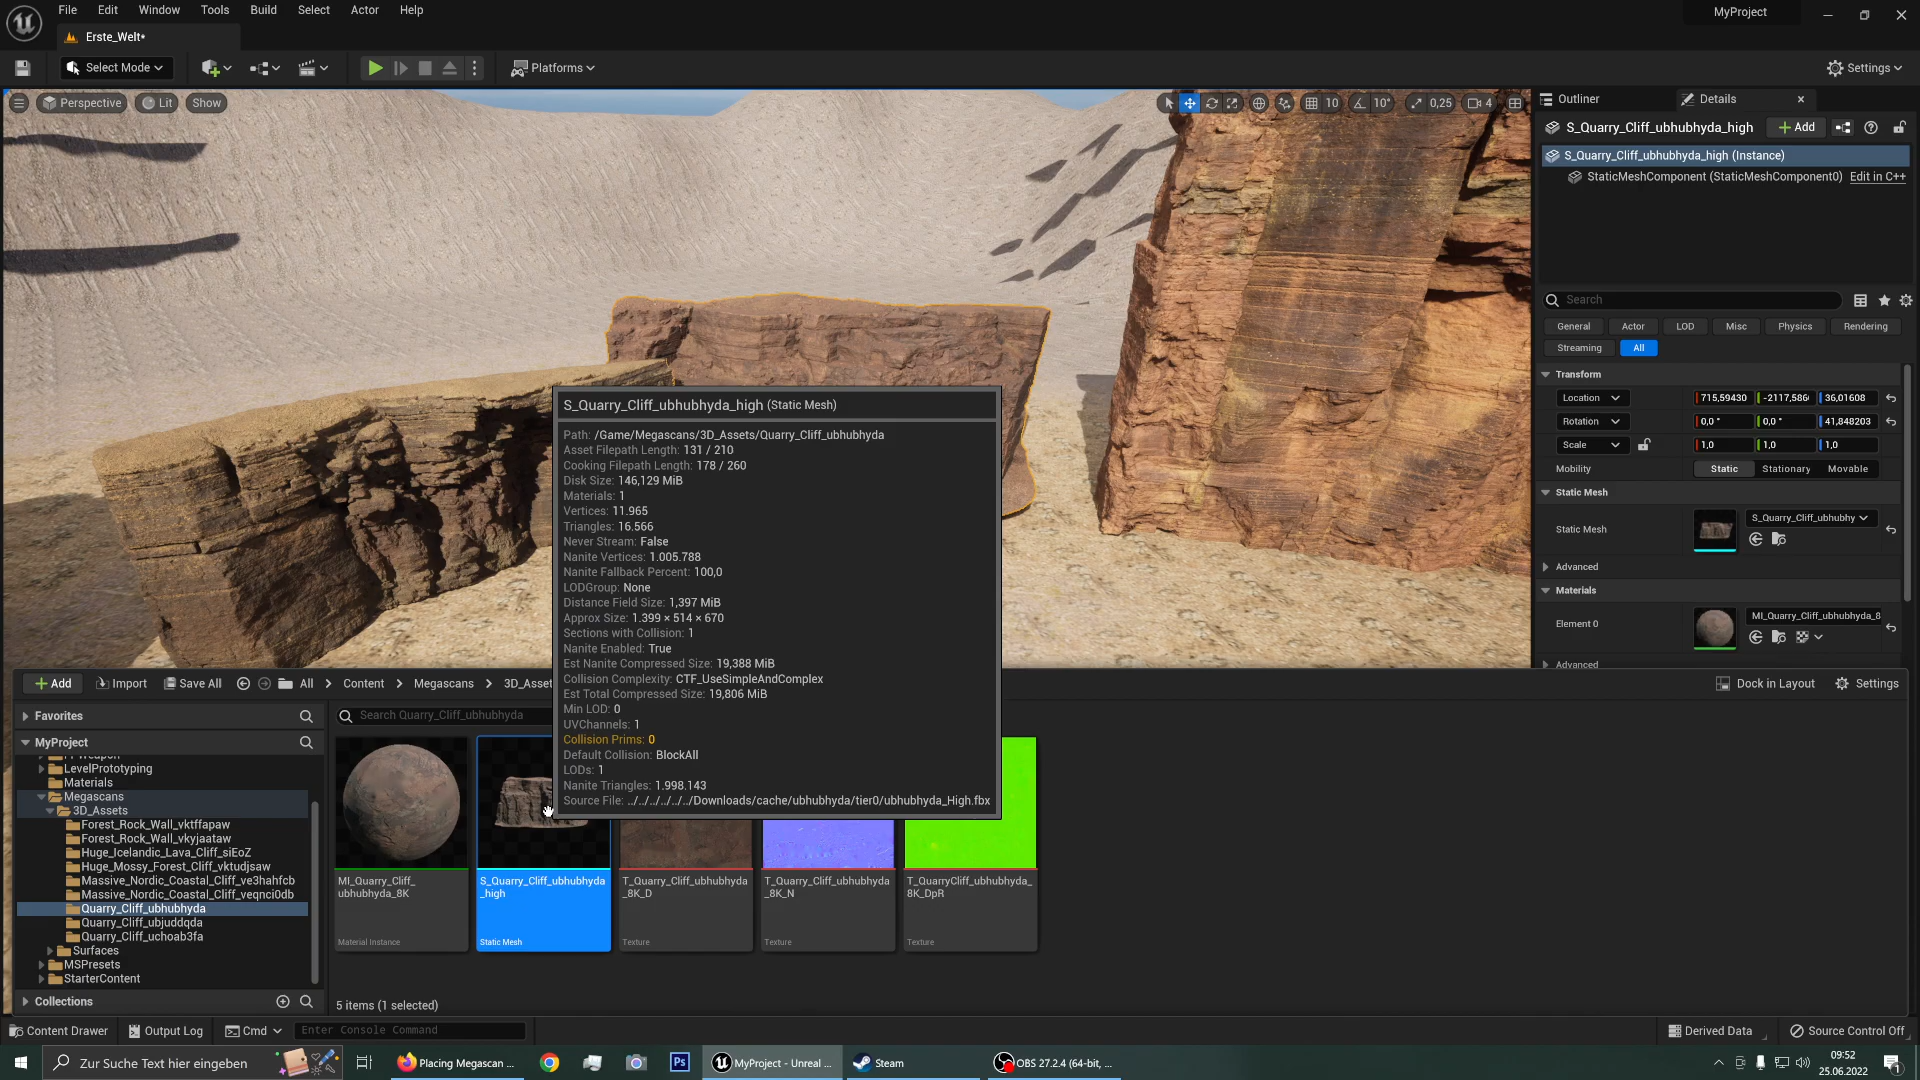 File Edit Window Tools Build Select Actor Help
MyProject
Erste_Welt*
Select Mode
Platforms
Settings
Perspective Lit Show
10 10° 0,25 4
Outliner Details
S_Quarry_Cliff_ubhubhyda_high Add
S_Quarry_Cliff_ubhubhyda_high (Instance)
StaticMeshComponent (StaticMeshComponent0) Edit in C++
Search
General Actor LOD Misc Physics Rendering
Streaming All
Transform
Location 715,59430 -2117,586 36,01608
Rotation 0,0 ° 0,0 ° 41,848203
Scale 1,0 1,0 1,0
Mobility Static Stationary Movable
Static Mesh
Static Mesh S_Quarry_Cliff_ubhubhy
Advanced
Materials
Element 0 MI_Quarry_Cliff_ubhubhyda_8
Advanced
S_Quarry_Cliff_ubhubhyda_high (Static Mesh)
Path: /Game/Megascans/3D_Assets/Quarry_Cliff_ubhubhyda
Asset Filepath Length: 131 / 210
Cooking Filepath Length: 178 / 260
Disk Size: 146,129 MiB
Materials: 1
Vertices: 11.965
Triangles: 16.566
Never Stream: False
Nanite Vertices: 1.005.788
Nanite Fallback Percent: 100,0
LODGroup: None
Distance Field Size: 1,397 MiB
Approx Size: 1.399 × 514 × 670
Sections with Collision: 1
Nanite Enabled: True
Est Nanite Compressed Size: 19,388 MiB
Collision Complexity: CTF_UseSimpleAndComplex
Est Total Compressed Size: 19,806 MiB
Min LOD: 0
UVChannels: 1
Collision Prims: 0
Default Collision: BlockAll
LODs: 1
Nanite Triangles: 1.998.143
Source File: ../../../../../../Downloads/cache/ubhubhyda/tier0/ubhubhyda_High.fbx
Add Import Save All All Content Megascans 3D_Asset
Dock in Layout Settings
Favorites
Search Quarry_Cliff_ubhubhyda
MyProject
LevelPrototyping
Materials
Megascans
3D_Assets
Forest_Rock_Wall_vktffapaw
Forest_Rock_Wall_vkyjaataw
Huge_Icelandic_Lava_Cliff_siEoZ
Huge_Mossy_Forest_Cliff_vktudjsaw
Massive_Nordic_Coastal_Cliff_ve3hahfcb
Massive_Nordic_Coastal_Cliff_veqnci0db
Quarry_Cliff_ubhubhyda
Quarry_Cliff_ubjuddqda
Quarry_Cliff_uchoab3fa
Surfaces
MSPresets
StarterContent
Collections
MI_Quarry_Cliff_
ubhubhyda_8K
Material Instance
S_Quarry_Cliff_ubhubhyda
_high
Static Mesh
T_Quarry_Cliff_ubhubhyda
_8K_D
Texture
T_Quarry_Cliff_ubhubhyda
_8K_N
Texture
T_QuarryCliff_ubhubhyda_
8K_DpR
Texture
5 items (1 selected)
Content Drawer Output Log Cmd Enter Console Command
Derived Data Source Control Off
Zur Suche Text hier eingeben
Placing Megascan ...
Ps
MyProject - Unreal ...
Steam
OBS 27.2.4 (64-bit, ...
09:52
25.06.2022
1